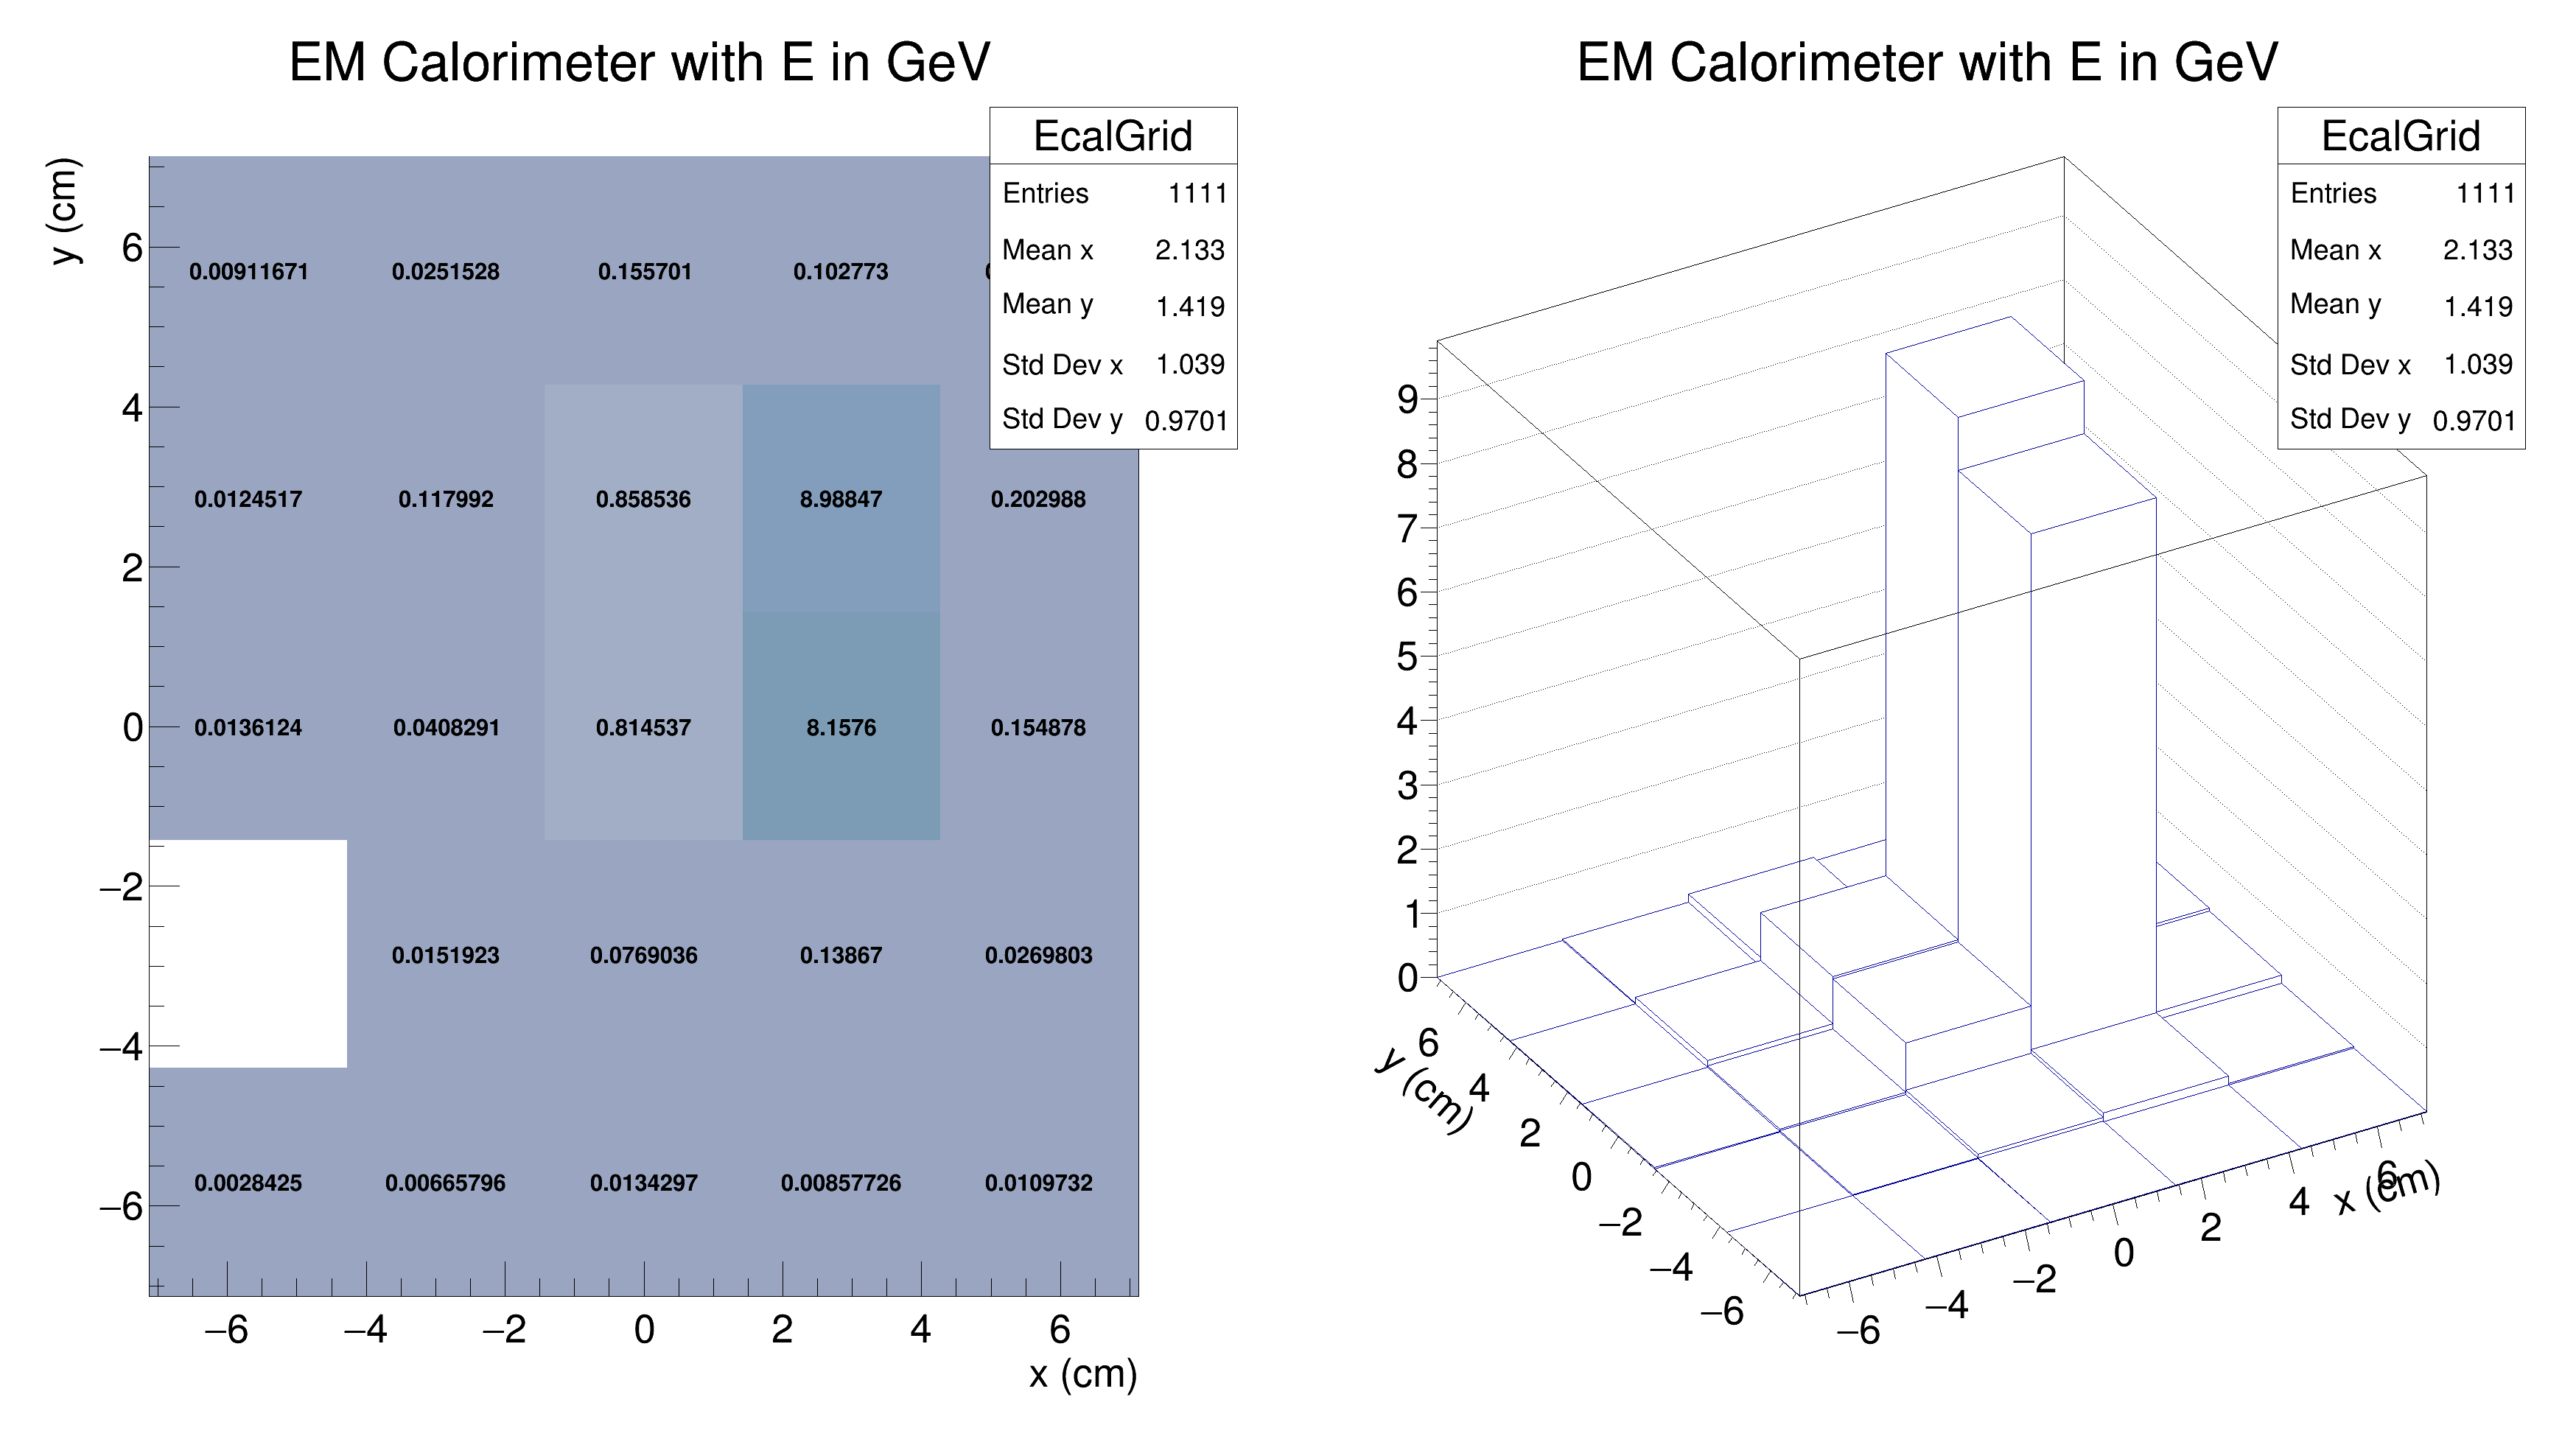 EM Calorimeter with E in GeV
EcalGrid
Entries 1111
Mean x 2.133
Mean y 1.419
Std Dev x 1.039
Std Dev y 0.9701
y (cm)
6
4
2
0
−2
−4
−6
0.00911671 0.0251528 0.155701 0.102773
0.0124517 0.117992 0.858536 8.98847 0.202988
0.0136124 0.0408291 0.814537 8.1576 0.154878
0.0151923 0.0769036 0.13867 0.0269803
0.0028425 0.00665796 0.0134297 0.00857726 0.0109732
−6 −4 −2 0 2 4 6
x (cm)
EM Calorimeter with E in GeV
EcalGrid
Entries 1111
Mean x 2.133
Mean y 1.419
Std Dev x 1.039
Std Dev y 0.9701
9
8
7
6
5
4
3
2
1
0
y (cm)
6
4
2
0
−2
−4
−6
−6 −4 −2 0 2 4 6
x (cm)